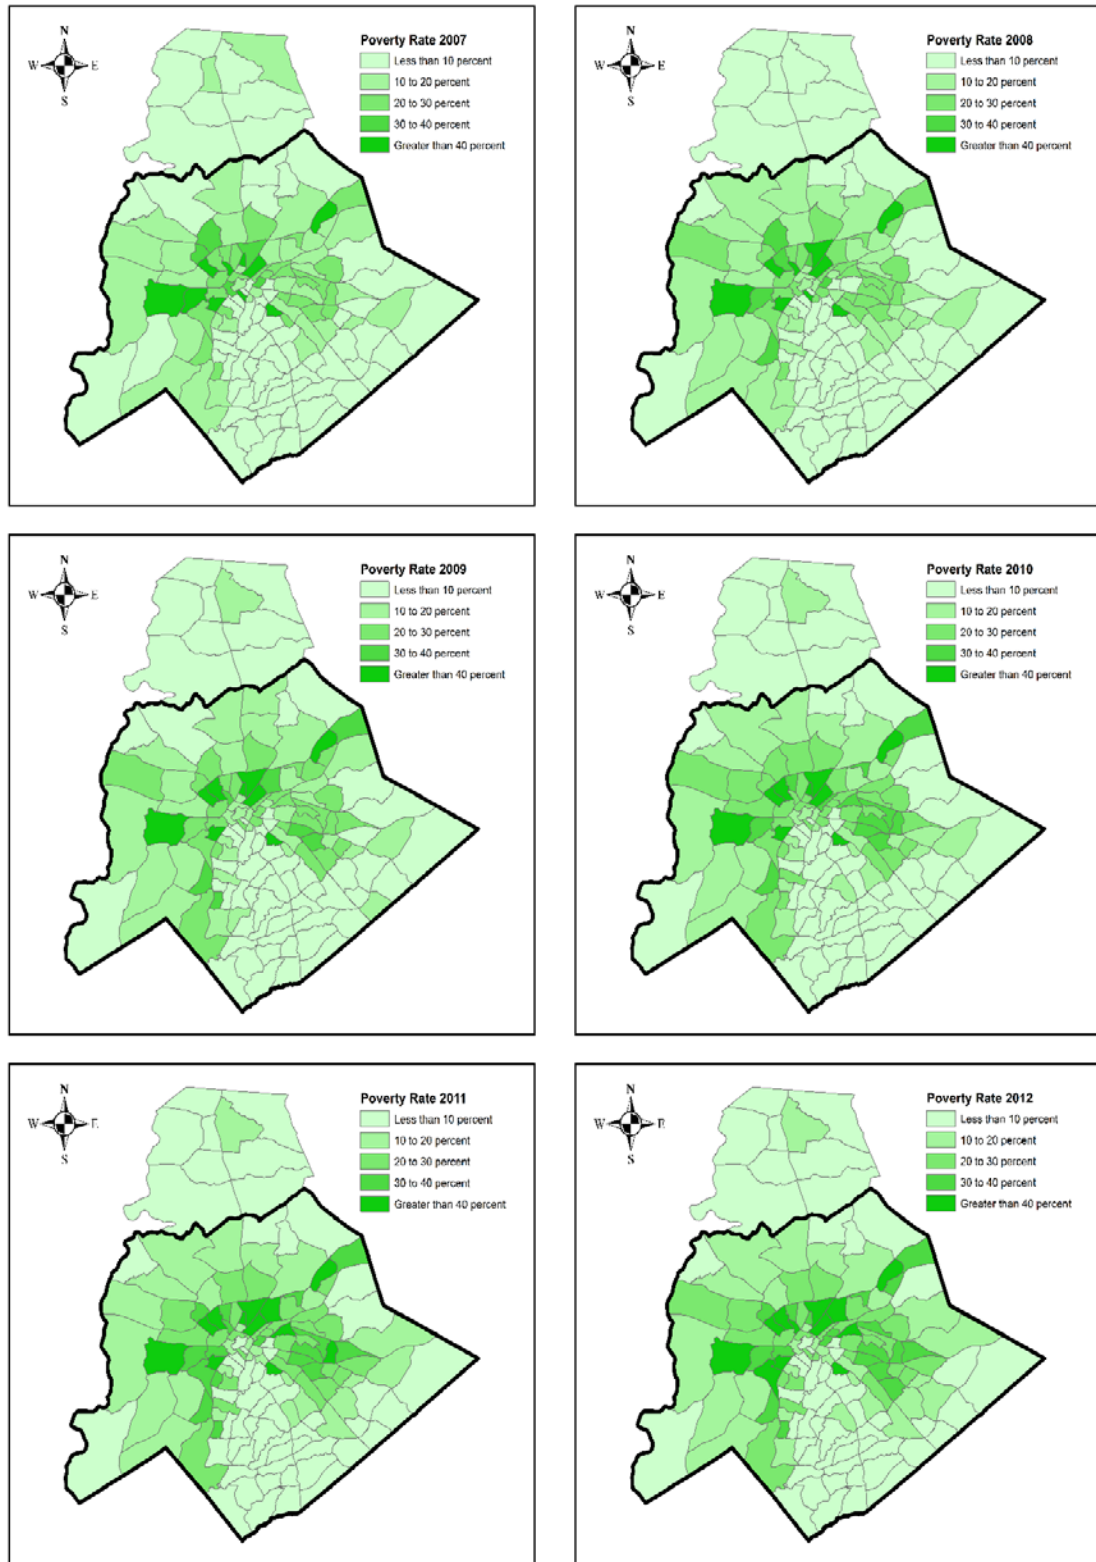 N
W E
S
Poverty Rate 2007
Less than 10 percent
10 to 20 percent
20 to 30 percent
30 to 40 percent
Greater than 40 percent
N
W E
S
Poverty Rate 2008
Less than 10 percent
10 to 20 percent
20 to 30 percent
30 to 40 percent
Greater than 40 percent
N
W E
S
Poverty Rate 2009
Less than 10 percent
10 to 20 percent
20 to 30 percent
30 to 40 percent
Greater than 40 percent
N
W E
S
Poverty Rate 2010
Less than 10 percent
10 to 20 percent
20 to 30 percent
30 to 40 percent
Greater than 40 percent
N
W E
S
Poverty Rate 2011
Less than 10 percent
10 to 20 percent
20 to 30 percent
30 to 40 percent
Greater than 40 percent
N
W E
S
Poverty Rate 2012
Less than 10 percent
10 to 20 percent
20 to 30 percent
30 to 40 percent
Greater than 40 percent